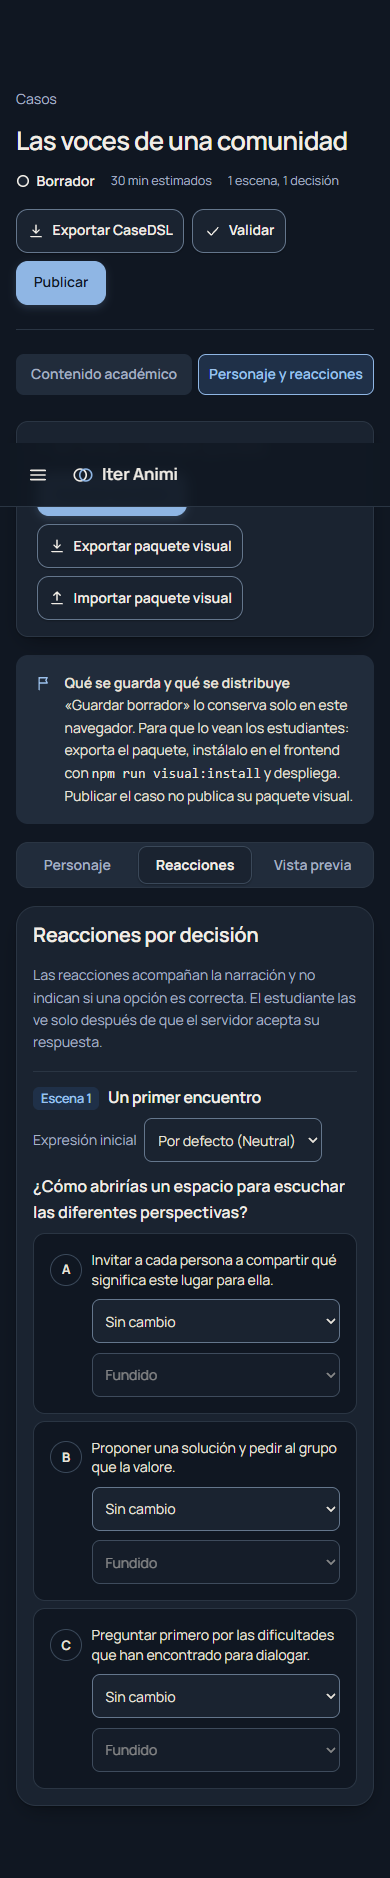 Casos
Las voces de una comunidad
Borrador 30 min estimados 1 escena, 1 decisión
Exportar CaseDSL Validar
Publicar
Contenido académico Personaje y reacciones
Iter Animi
Exportar paquete visual
Importar paquete visual
Qué se guarda y qué se distribuye
«Guardar borrador» lo conserva solo en este
navegador. Para que lo vean los estudiantes:
exporta el paquete, instálalo en el frontend
con npm run visual:install y despliega.
Publicar el caso no publica su paquete visual.
Personaje Reacciones Vista previa
Reacciones por decisión
Las reacciones acompañan la narración y no
indican si una opción es correcta. El estudiante las
ve solo después de que el servidor acepta su
respuesta.
Escena 1 Un primer encuentro
Expresión inicial Por defecto (Neutral)
¿Cómo abrirías un espacio para escuchar
las diferentes perspectivas?
A Invitar a cada persona a compartir qué
significa este lugar para ella.
Sin cambio
Fundido
B Proponer una solución y pedir al grupo
que la valore.
Sin cambio
Fundido
C Preguntar primero por las dificultades
que han encontrado para dialogar.
Sin cambio
Fundido